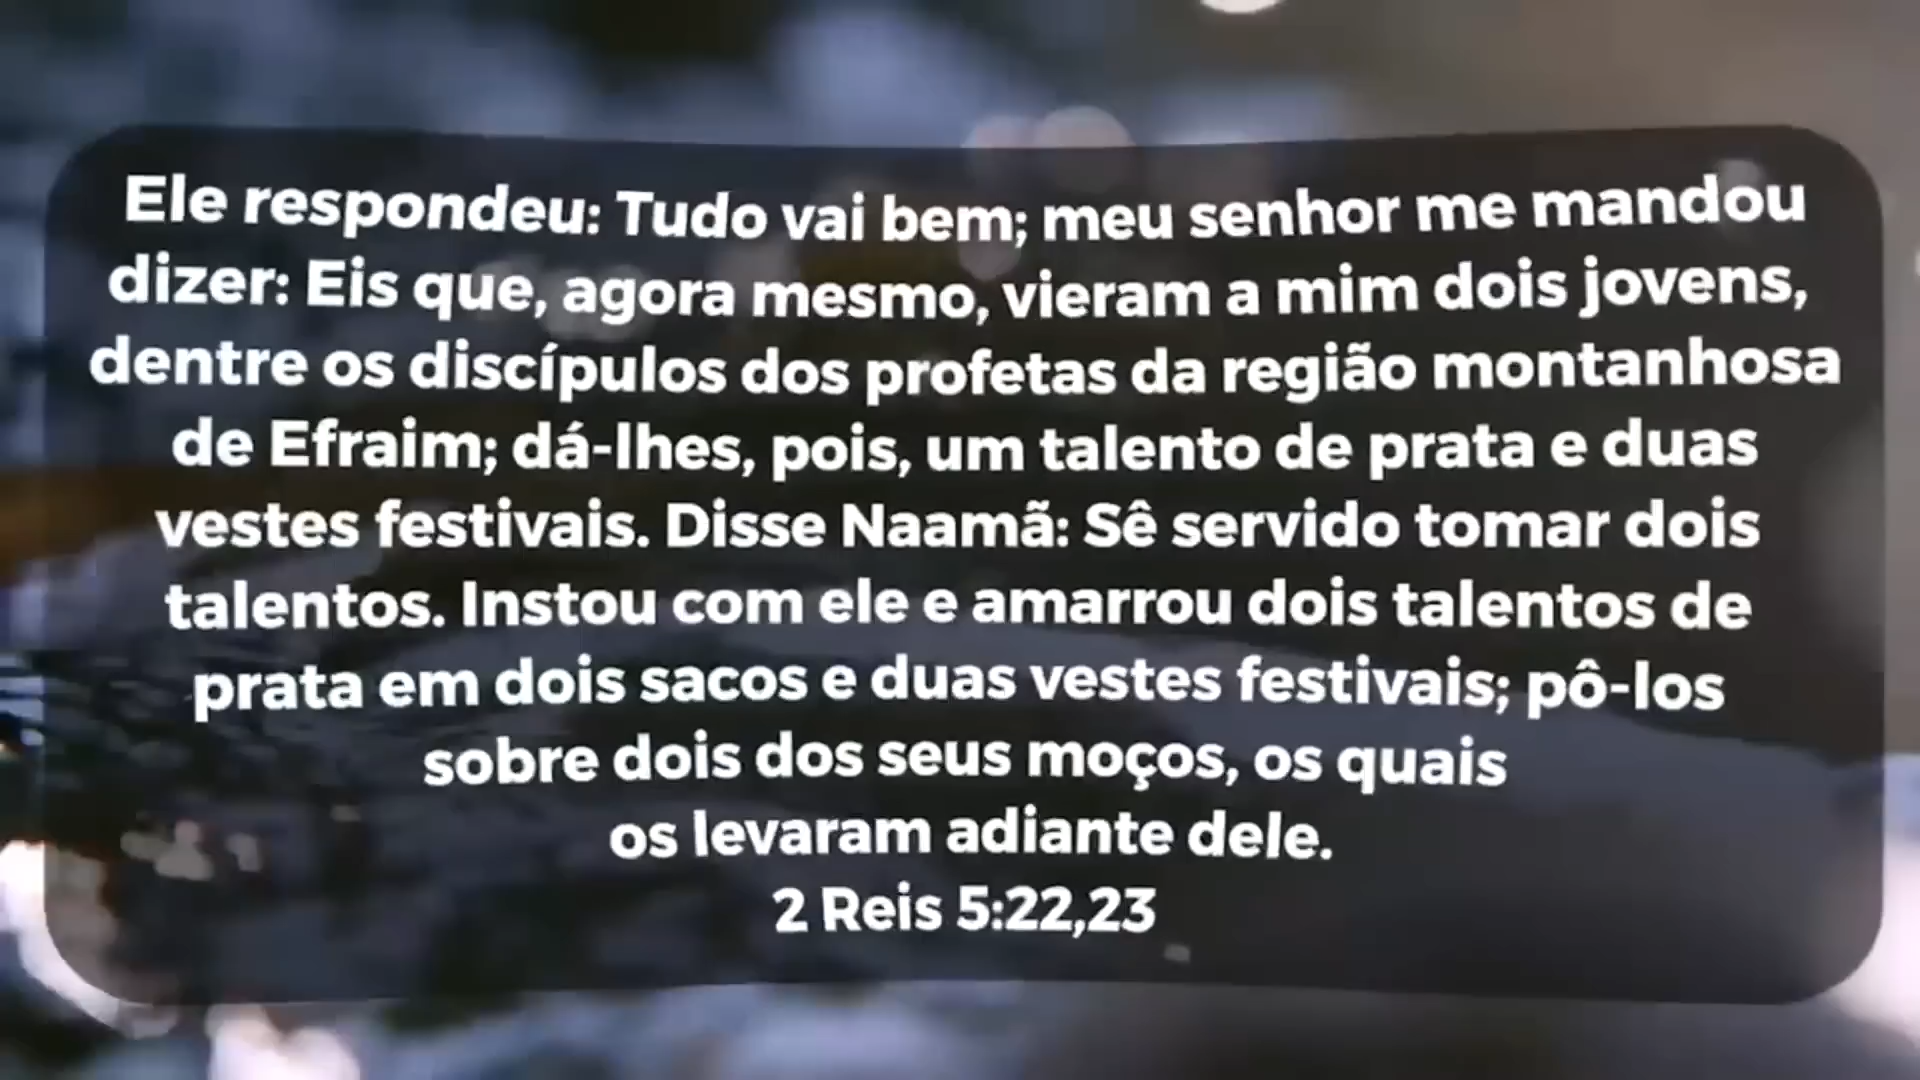 Ele respondeu: Tudo vai bem; meu senhor me mandou
dizer: Eis que, agora mesmo, vieram a mim dois jovens,
dentre os discípulos dos profetas da região montanhosa
de Efraim; dá-lhes, pois, um talento de prata e duas
vestes festivais. Disse Naamã: Sê servido tomar dois
talentos. Instou com ele e amarrou dois talentos de
prata em dois sacos e duas vestes festivais; pô-los
sobre dois dos seus moços, os quais
os levaram adiante dele.
2 Reis 5:22,23